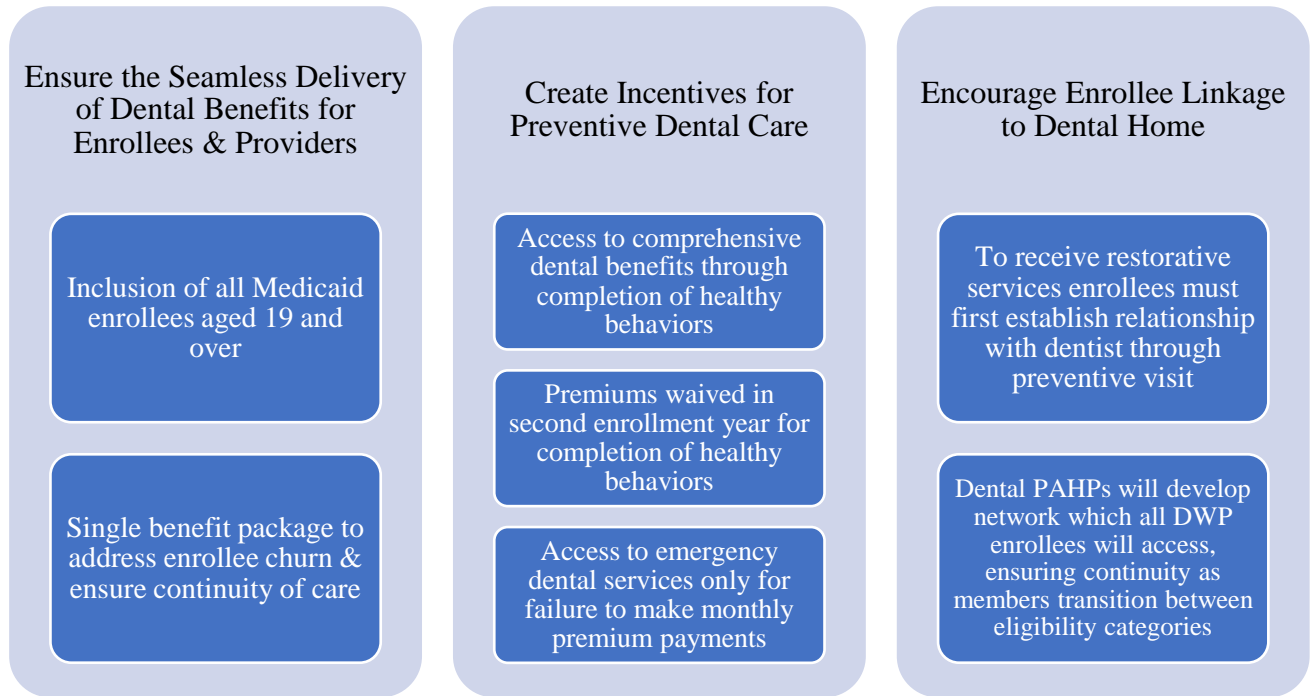 Ensure the Seamless Delivery
of Dental Benefits for
Enrollees & Providers
Inclusion of all Medicaid
enrollees aged 19 and
over
Single benefit package to
address enrollee churn &
ensure continuity of care
Create Incentives for
Preventive Dental Care
Access to comprehensive
dental benefits through
completion of healthy
behaviors
Premiums waived in
second enrollment year for
completion of healthy
behaviors
Access to emergency
dental services only for
failure to make monthly
premium payments
Encourage Enrollee Linkage
to Dental Home
To receive restorative
services enrollees must
first establish relationship
with dentist through
preventive visit
Dental PAHPs will develop
network which all DWP
enrollees will access,
ensuring continuity as
members transition between
eligibility categories